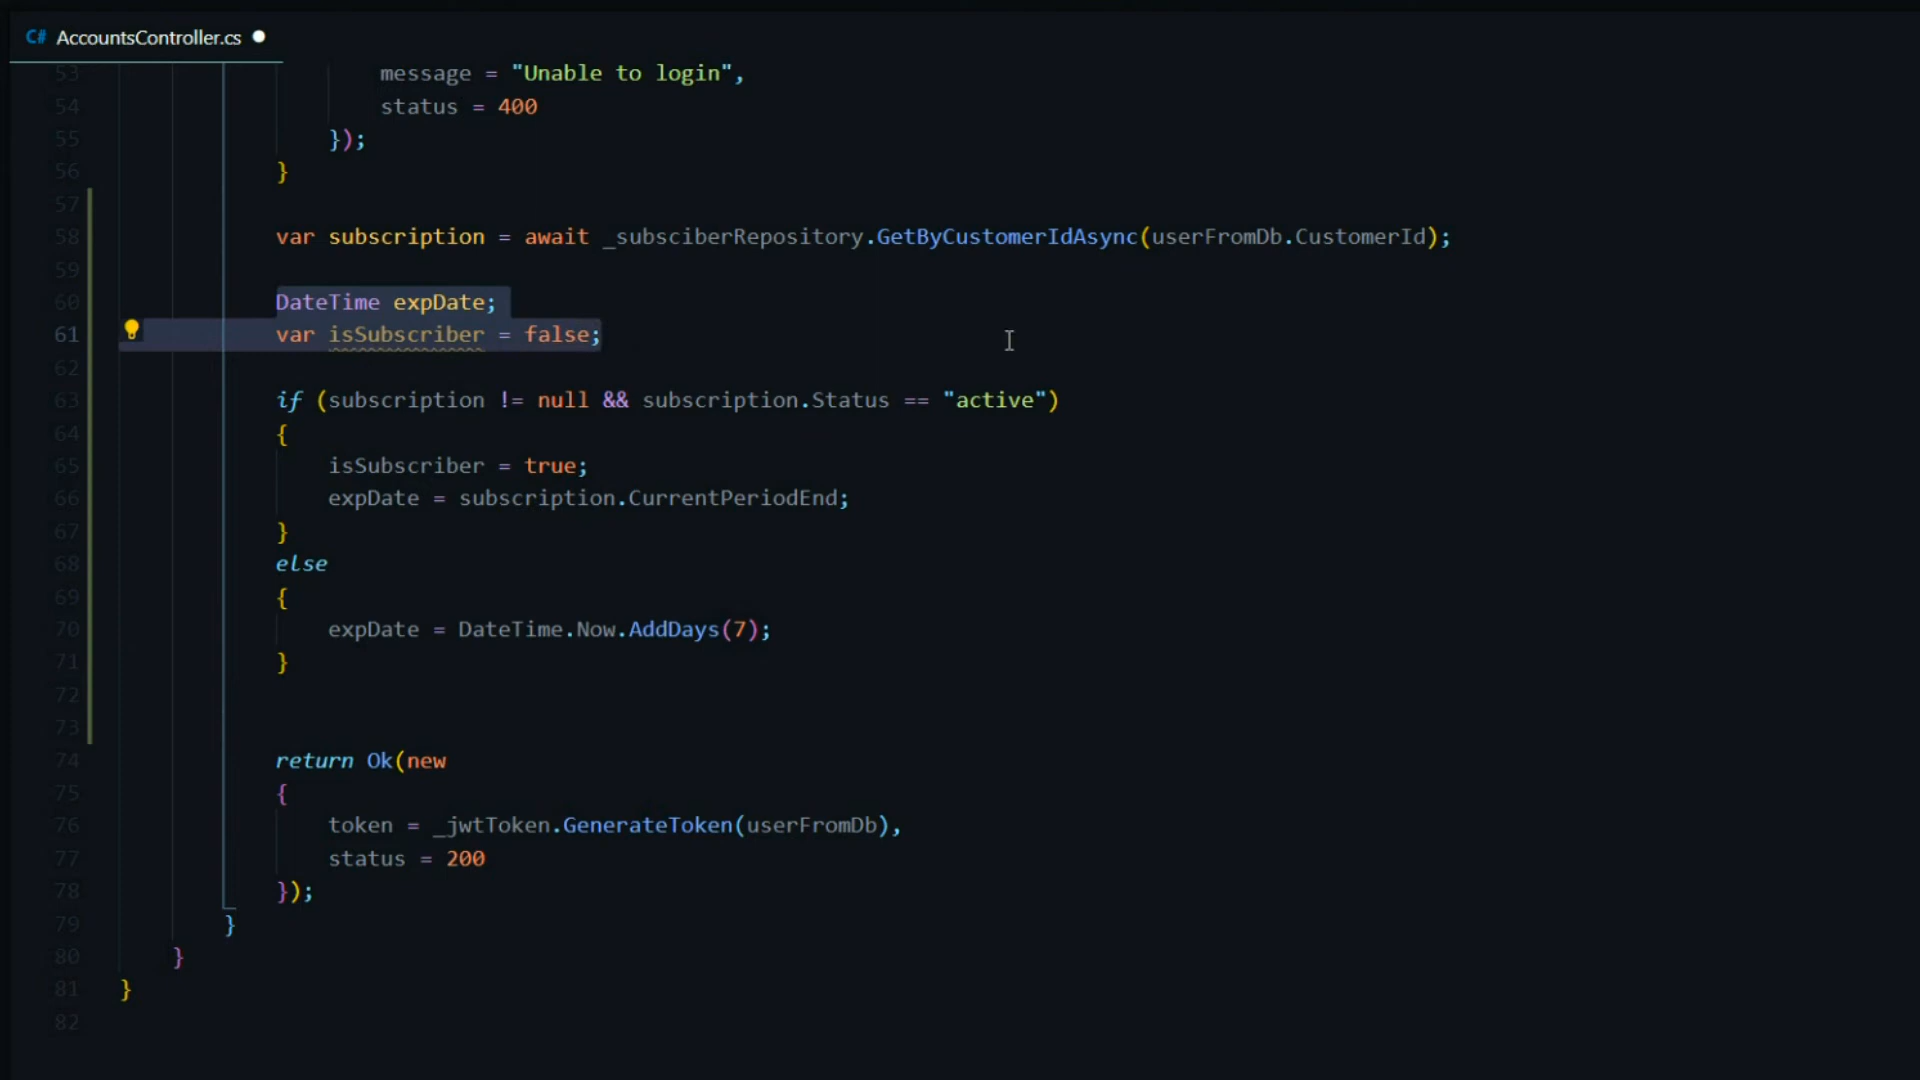 C# AccountsController.cs
53 message = "Unable to login",
54 status = 400
55 });
56 }
57
58 var subscription = await _subsciberRepository.GetByCustomerIdAsync(userFromDb.CustomerId);
59
60 DateTime expDate;
61 var isSubscriber = false;
62
63 if (subscription != null && subscription.Status == "active")
64 {
65 isSubscriber = true;
66 expDate = subscription.CurrentPeriodEnd;
67 }
68 else
69 {
70 expDate = DateTime.Now.AddDays(7);
71 }
72
73
74 return Ok(new
75 {
76 token = _jwtToken.GenerateToken(userFromDb),
77 status = 200
78 });
79 }
80 }
81 }
82